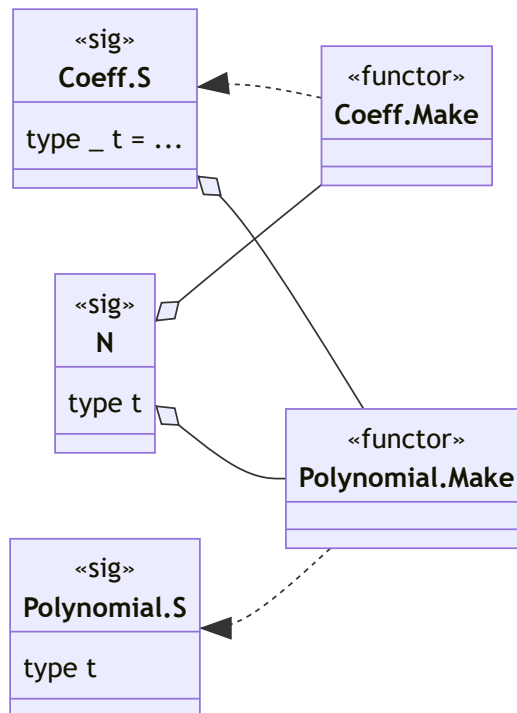 «sig»
Coeff.S
type _ t = ...
«functor»
Coeff.Make
«sig»
N
type t
«functor»
Polynomial.Make
«sig»
Polynomial.S
type t